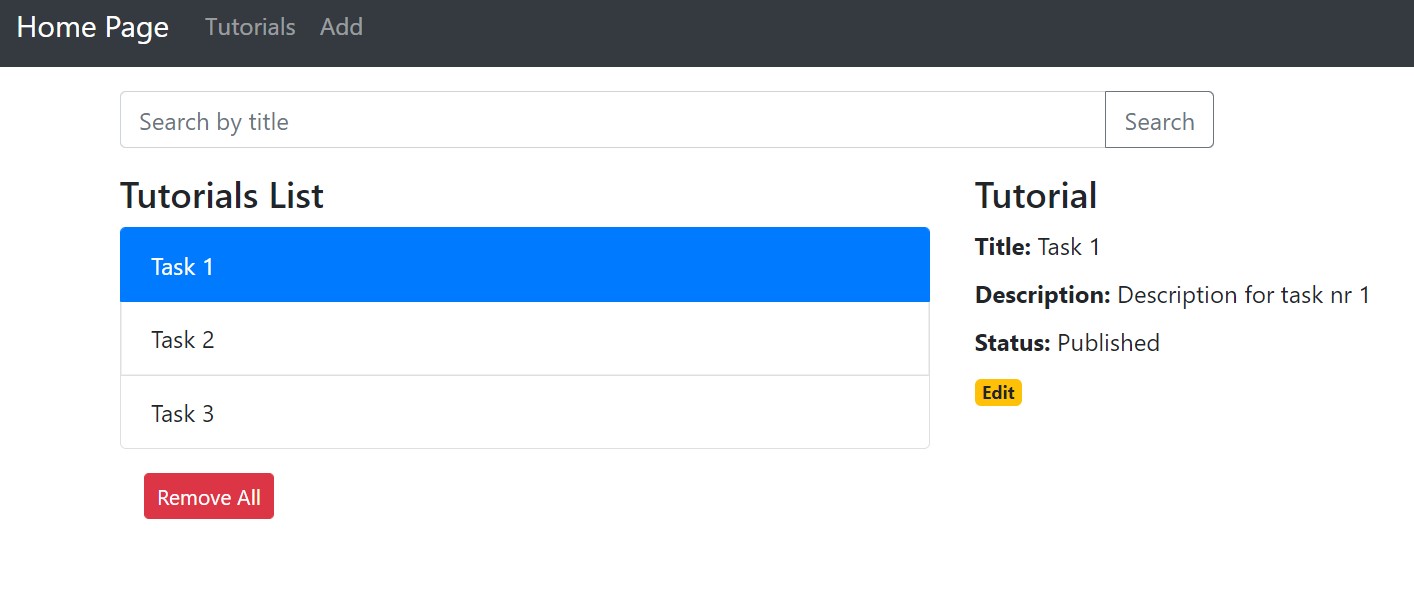 Home Page Tutorials Add
Search by title Search
Tutorials List
Task 1
Task 2
Task 3
Remove All
Tutorial
Title: Task 1
Description: Description for task nr 1
Status: Published
Edit